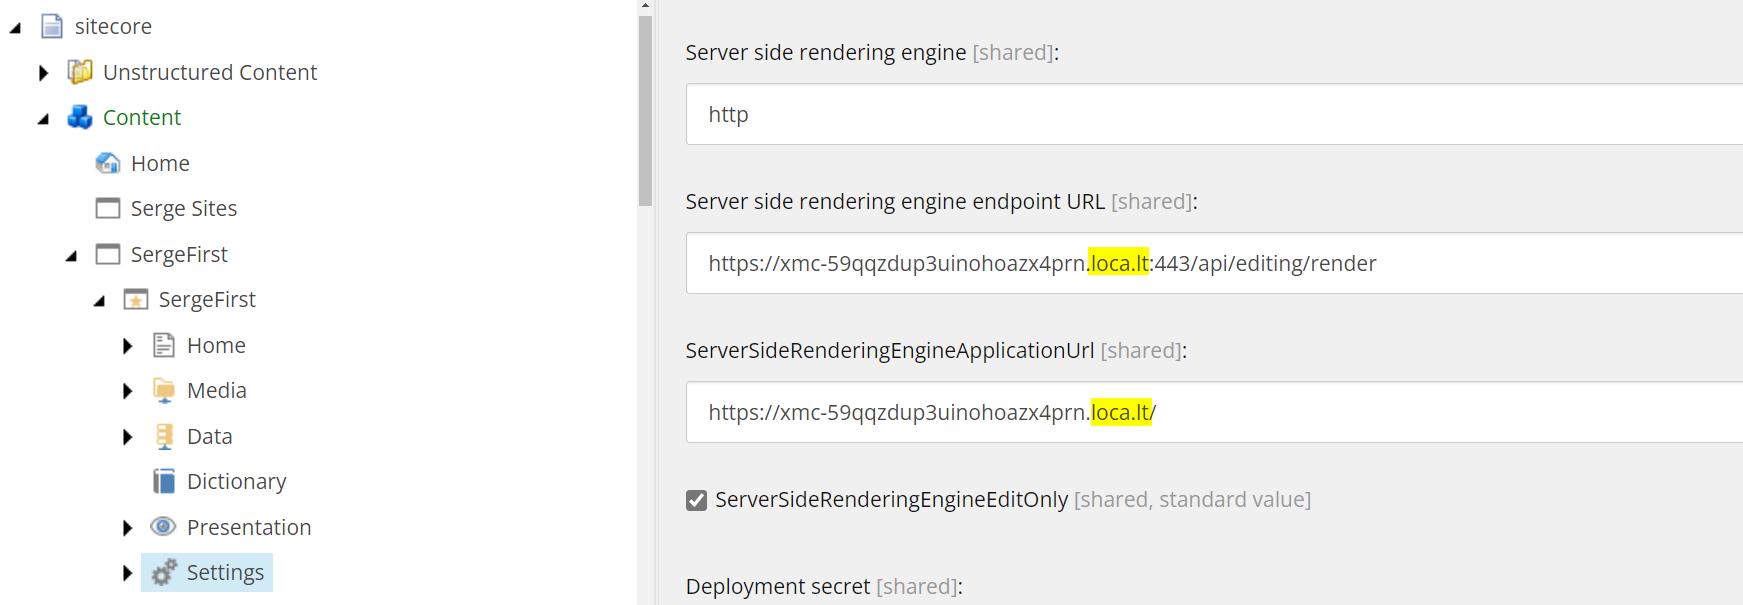 sitecore
Unstructured Content
Content
Home
Serge Sites
SergeFirst
SergeFirst
Home
Media
Data
Dictionary
Presentation
Settings
Server side rendering engine [shared]:
http
Server side rendering engine endpoint URL [shared]:
https://xmc-59qqzdup3uinohoazx4prn.loca.lt:443/api/editing/render
ServerSideRenderingEngineApplicationUrl [shared]:
https://xmc-59qqzdup3uinohoazx4prn.loca.lt/
ServerSideRenderingEngineEditOnly [shared, standard value]
Deployment secret [shared]: